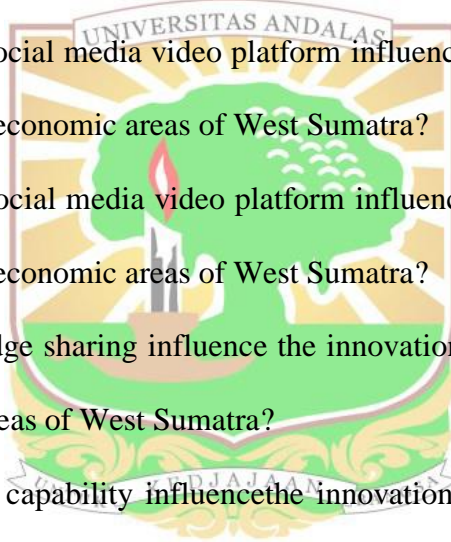 UNIVERSITAS ANDALAS
ocial media video platform influenc
economic areas of West Sumatra?
ocial media video platform influenc
economic areas of West Sumatra?
dge sharing influence the innovation
eas of West Sumatra?
capability influencethe innovation
KEDJAJAAN